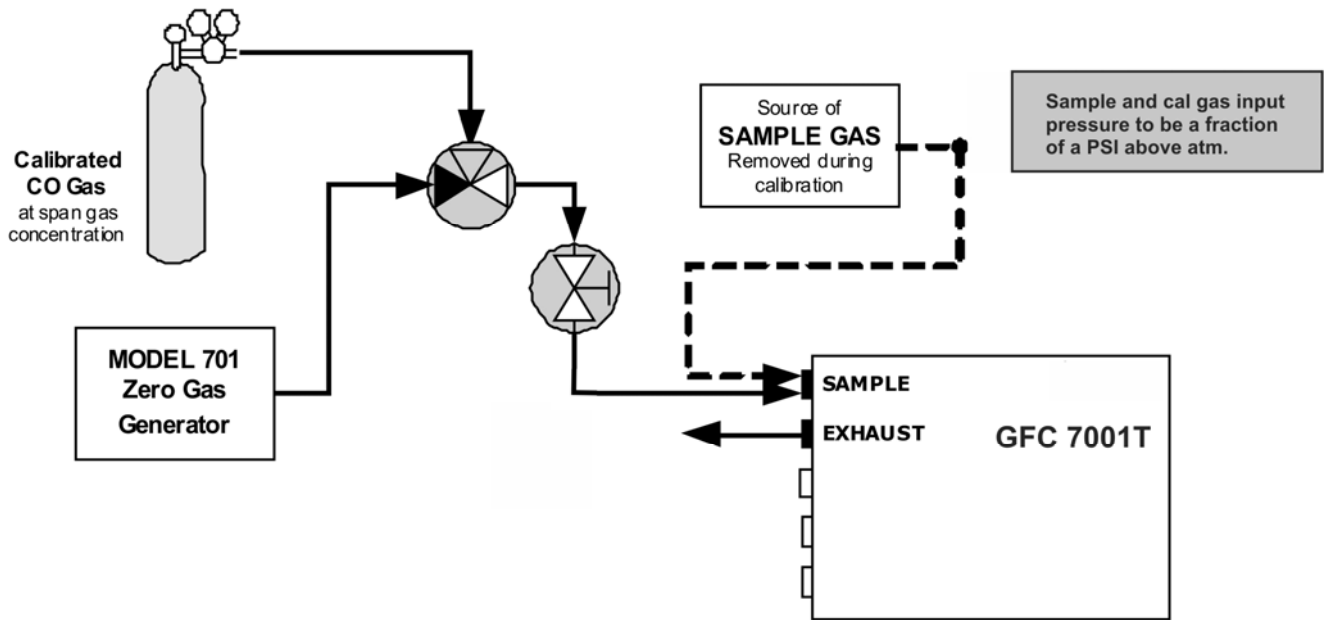 Calibrated
CO Gas
at span gas
concentration
MODEL 701
Zero Gas
Generator
Source of
SAMPLE GAS
Removed during
calibration
Sample and cal gas input
pressure to be a fraction
of a PSI above atm.
SAMPLE
EXHAUST
GFC 7001T